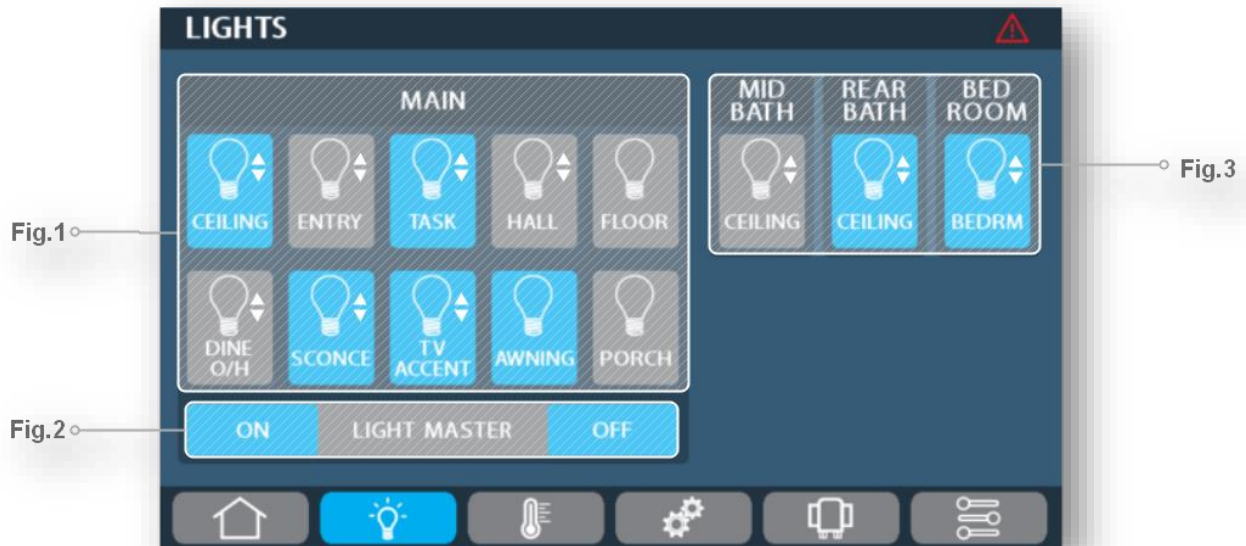 LIGHTS
MAIN
CEILING
ENTRY
TASK
HALL
FLOOR
DINE
O/H
SCONCE
TV
ACCENT
AWNING
PORCH
ON
LIGHT MASTER
OFF
MID
BATH
REAR
BATH
BED
ROOM
CEILING
CEILING
BEDRM
Fig.1
Fig.2
Fig.3